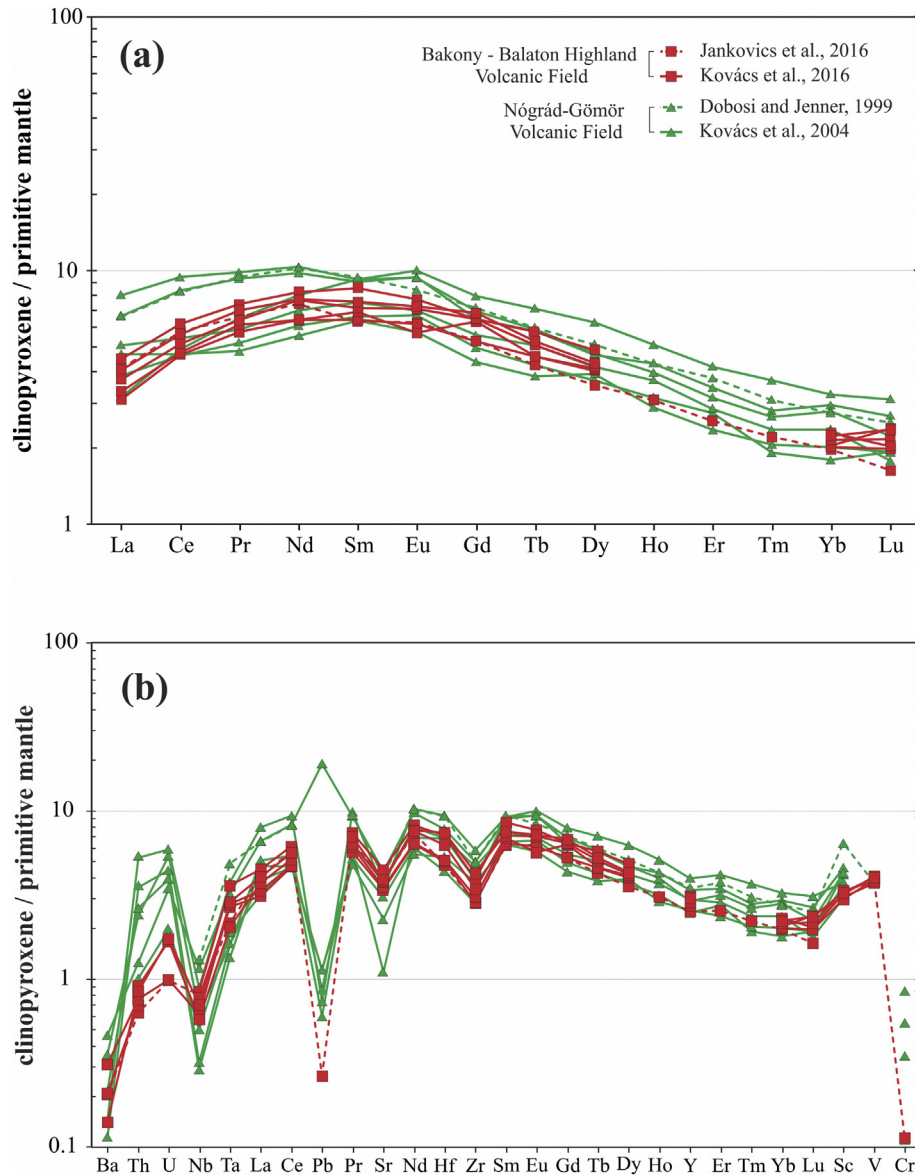 100
(a)
Bakony - Balaton Highland
Volcanic Field
Jankovics et al., 2016
Kovács et al., 2016
Nógrád-Gömör
Volcanic Field
Dobosi and Jenner, 1999
Kovács et al., 2004
clinopyroxene / primitive mantle
10
1
La Ce Pr Nd Sm Eu Gd Tb Dy Ho Er Tm Yb Lu
100
(b)
clinopyroxene / primitive mantle
10
1
0.1
Ba Th U Nb Ta La Ce Pb Pr Sr Nd Hf Zr Sm Eu Gd Tb Dy Ho Y Er Tm Yb Lu Sc V Cr